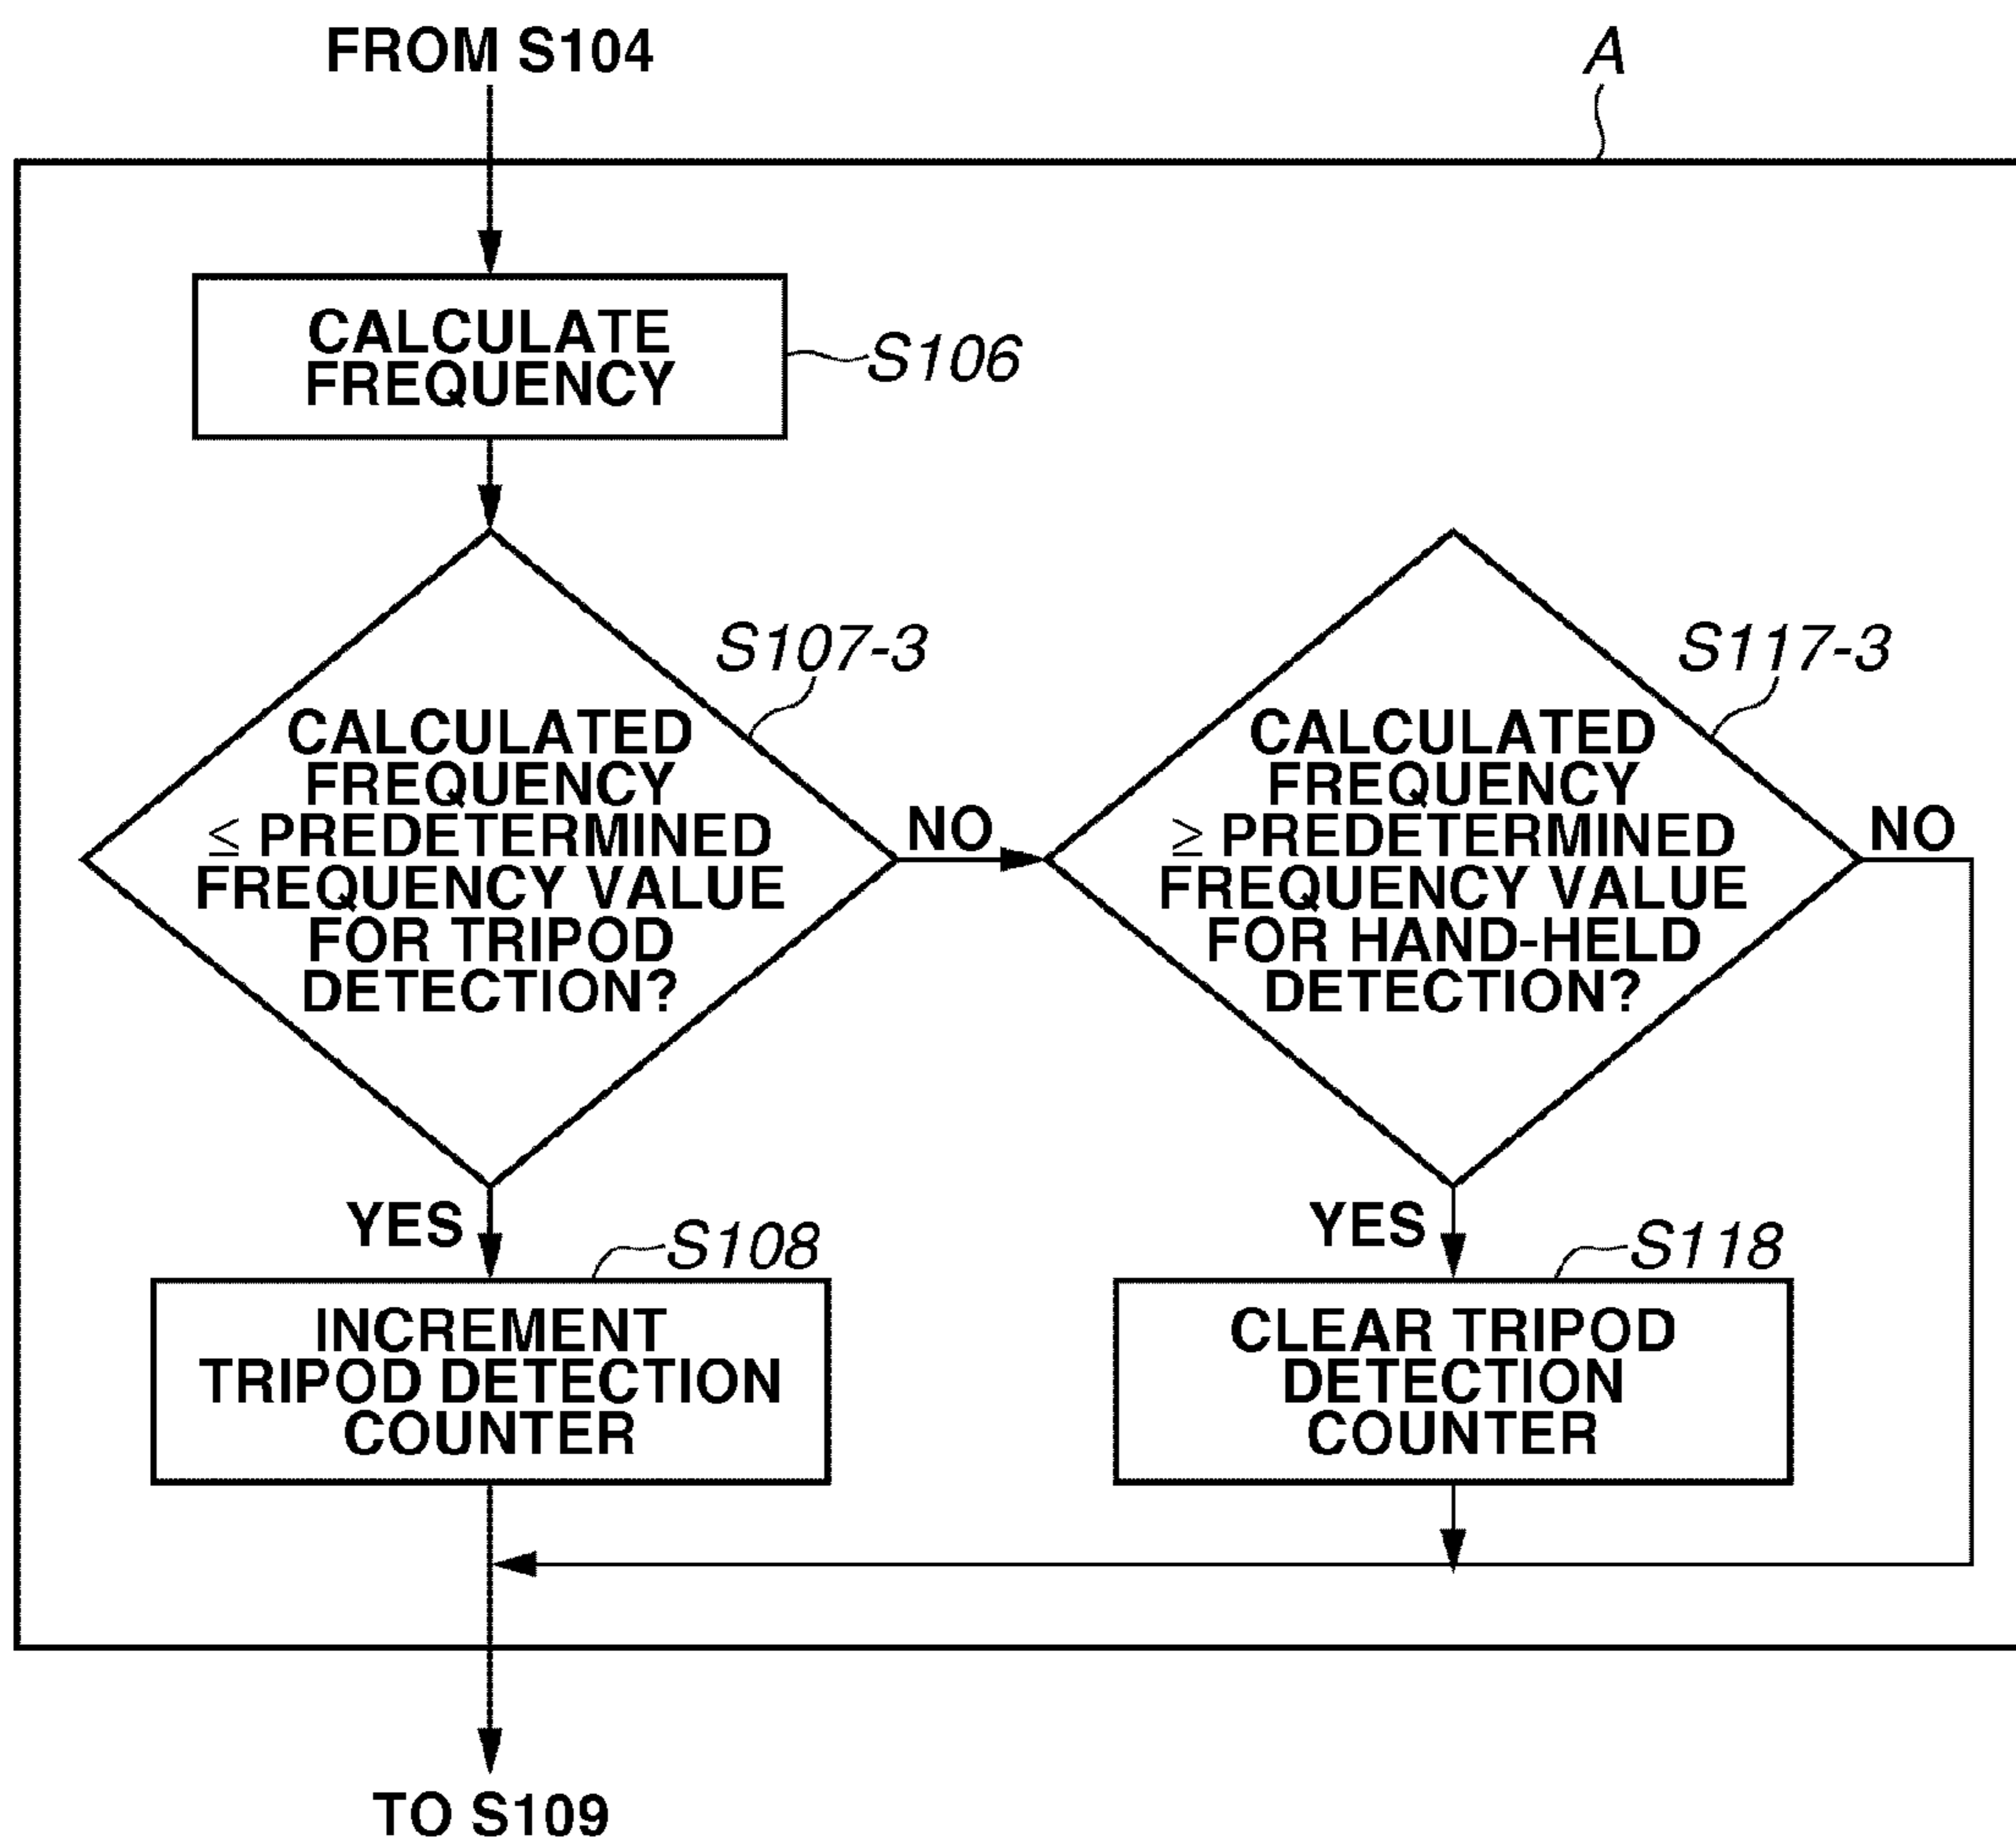 FROM S104
A
CALCULATE
FREQUENCY
S106
S107-3
CALCULATED
FREQUENCY
≤ PREDETERMINED
FREQUENCY VALUE
FOR TRIPOD
DETECTION?
NO
S117-3
CALCULATED
FREQUENCY
≥ PREDETERMINED
FREQUENCY VALUE
FOR HAND-HELD
DETECTION?
NO
YES
S108
INCREMENT
TRIPOD DETECTION
COUNTER
YES
S118
CLEAR TRIPOD
DETECTION
COUNTER
TO S109